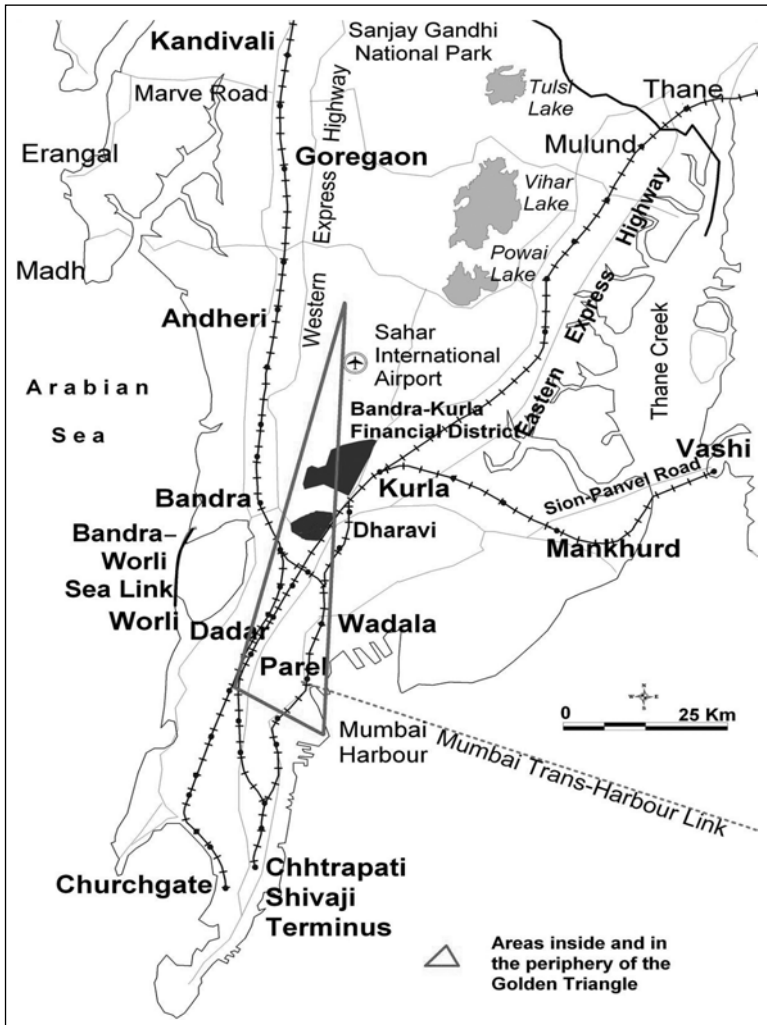 Kandivali
Sanjay Gandhi
National Park
Tulsi
Lake
Thane
Marve Road
Mulund
Erangal
Goregaon
Vihar
Lake
Madh
Powai
Lake
Western Express Highway
Eastern Express Highway
Andheri
Sahar
International
Airport
Thane Creek
Arabian
Sea
Bandra-Kurla
Financial District
Vashi
Bandra
Kurla
Sion-Panvel Road
Dharavi
Bandra–
Worli
Sea Link
Mankhurd
Worli
Dadar
Wadala
Parel
N
W
E
S
0 25 Km
Mumbai
Harbour
Mumbai Trans-Harbour Link
Churchgate
Chhtrapati
Shivaji
Terminus
Areas inside and in
the periphery of the
Golden Triangle